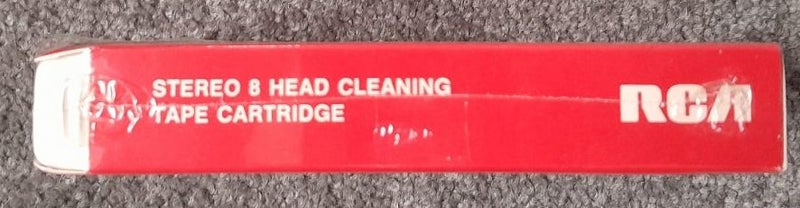 STEREO 8 HEAD CLEANING
TAPE CARTRIDGE
RCA